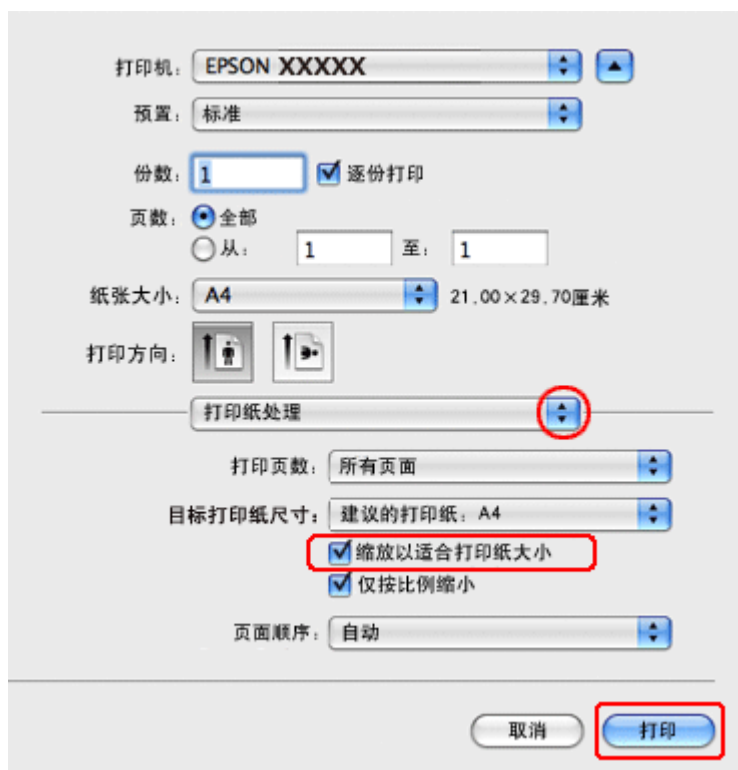 打印机: EPSON XXXXX
预置: 标准
份数: 1 逐份打印
页数: 全部
从: 1 至: 1
纸张大小: A4 21.00×29.70厘米
打印方向:
打印纸处理
打印页数: 所有页面
目标打印纸尺寸: 建议的打印纸: A4
缩放以适合打印纸大小
仅按比例缩小
页面顺序: 自动
取消 打印